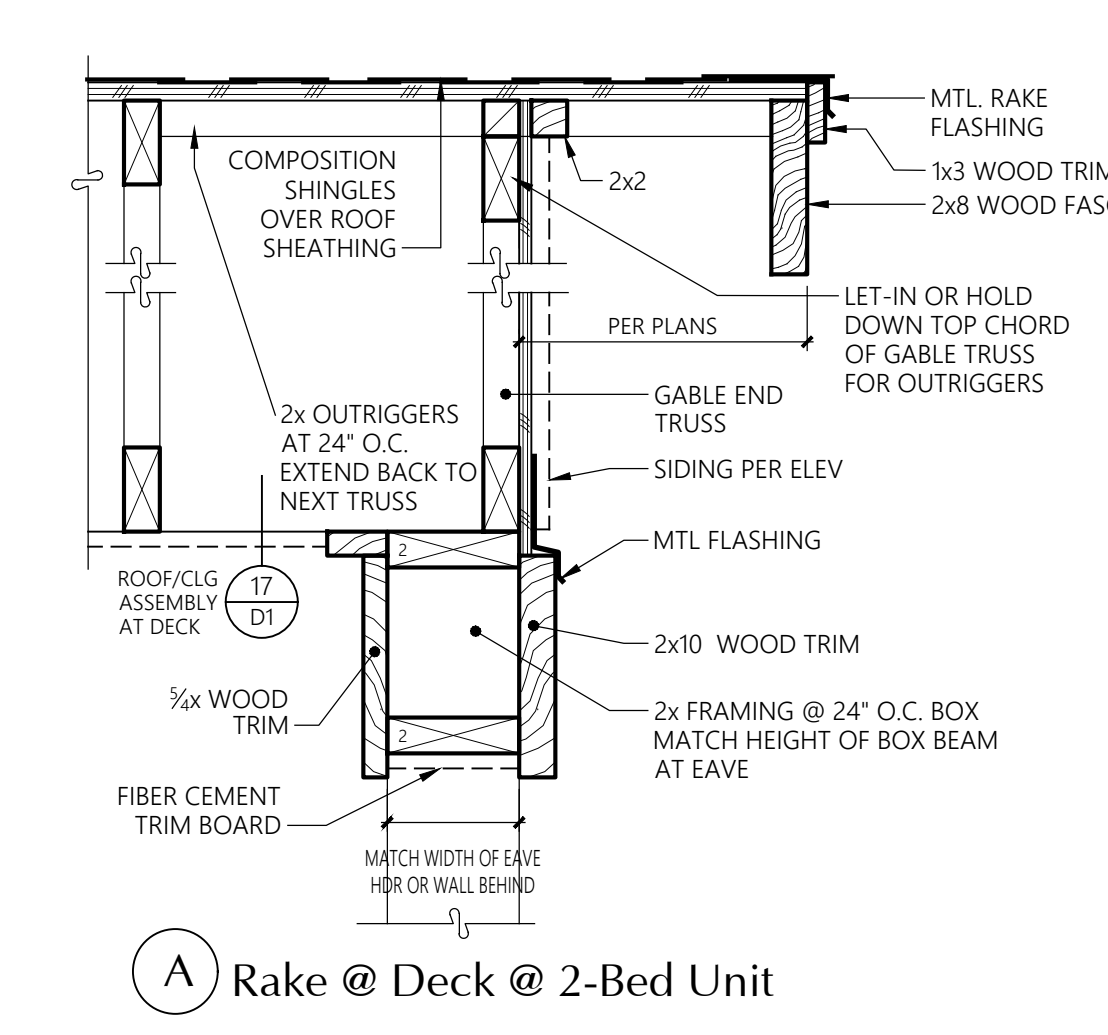 MTL. RAKE
FLASHING
1x3 WOOD TRIM
2x8 WOOD FASC
COMPOSITION
SHINGLES
OVER ROOF
SHEATHING
2x2
LET-IN OR HOLD
DOWN TOP CHORD
OF GABLE TRUSS
FOR OUTRIGGERS
PER PLANS
GABLE END
TRUSS
2x OUTRIGGERS
AT 24" O.C.
EXTEND BACK TO
NEXT TRUSS
SIDING PER ELEV
MTL FLASHING
ROOF/CLG
ASSEMBLY
AT DECK
17
D1
2
2x10 WOOD TRIM
5/4x WOOD
TRIM
2x FRAMING @ 24" O.C. BOX
MATCH HEIGHT OF BOX BEAM
AT EAVE
2
FIBER CEMENT
TRIM BOARD
MATCH WIDTH OF EAVE
HDR OR WALL BEHIND
A Rake @ Deck @ 2-Bed Unit